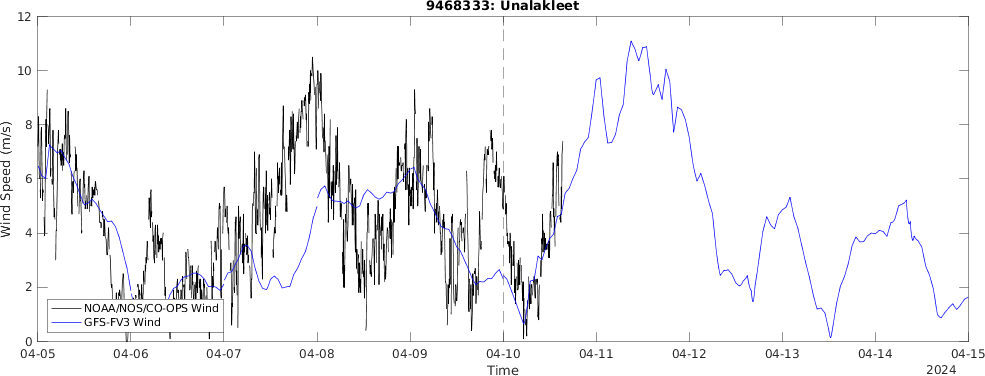 9468333: Unalakleet
Wind Speed (m/s)
12
10
8
6
4
2
0
NOAA/NOS/CO-OPS Wind
GFS-FV3 Wind
04-05 04-06 04-07 04-08 04-09 04-10 04-11 04-12 04-13 04-14 04-15
Time
2024